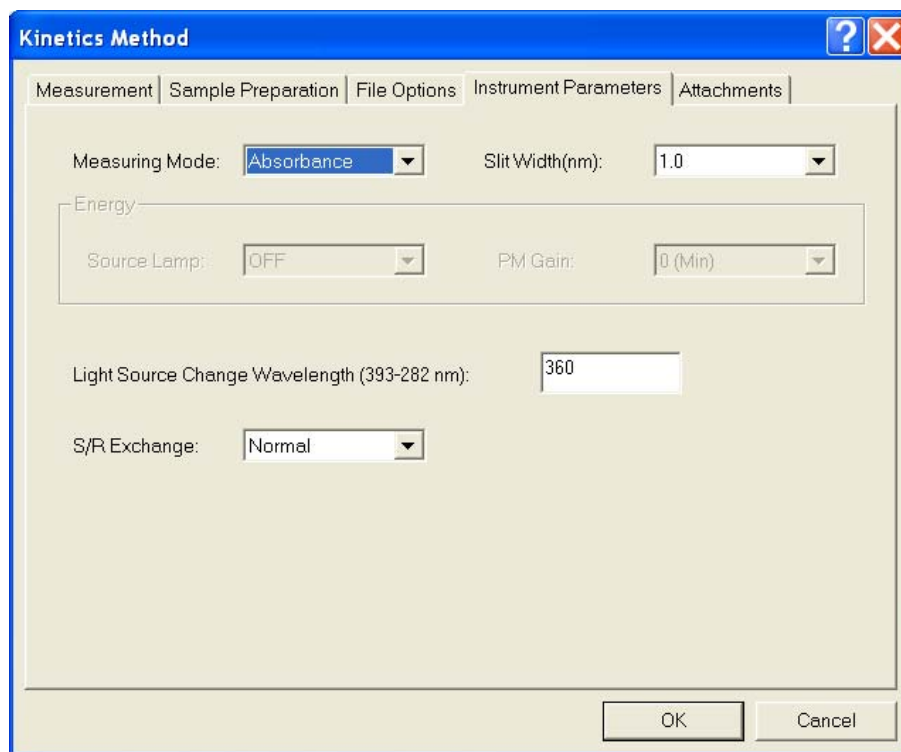 Kinetics Method
Measurement Sample Preparation File Options Instrument Parameters Attachments
Measuring Mode: Absorbance Slit Width(nm): 1.0
Energy
Source Lamp: OFF PM Gain: 0 (Min)
Light Source Change Wavelength (393-282 nm): 360
S/R Exchange: Normal
OK Cancel